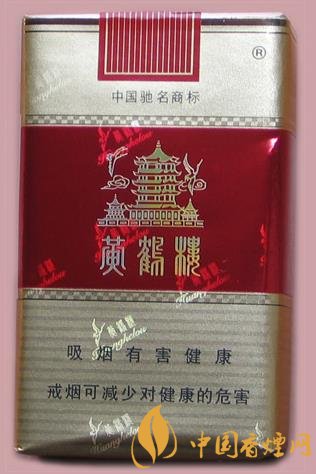 ®
中国驰名商标
黄鹤楼
吸烟有害健康
戒烟可减少对健康的危害
中国香烟网